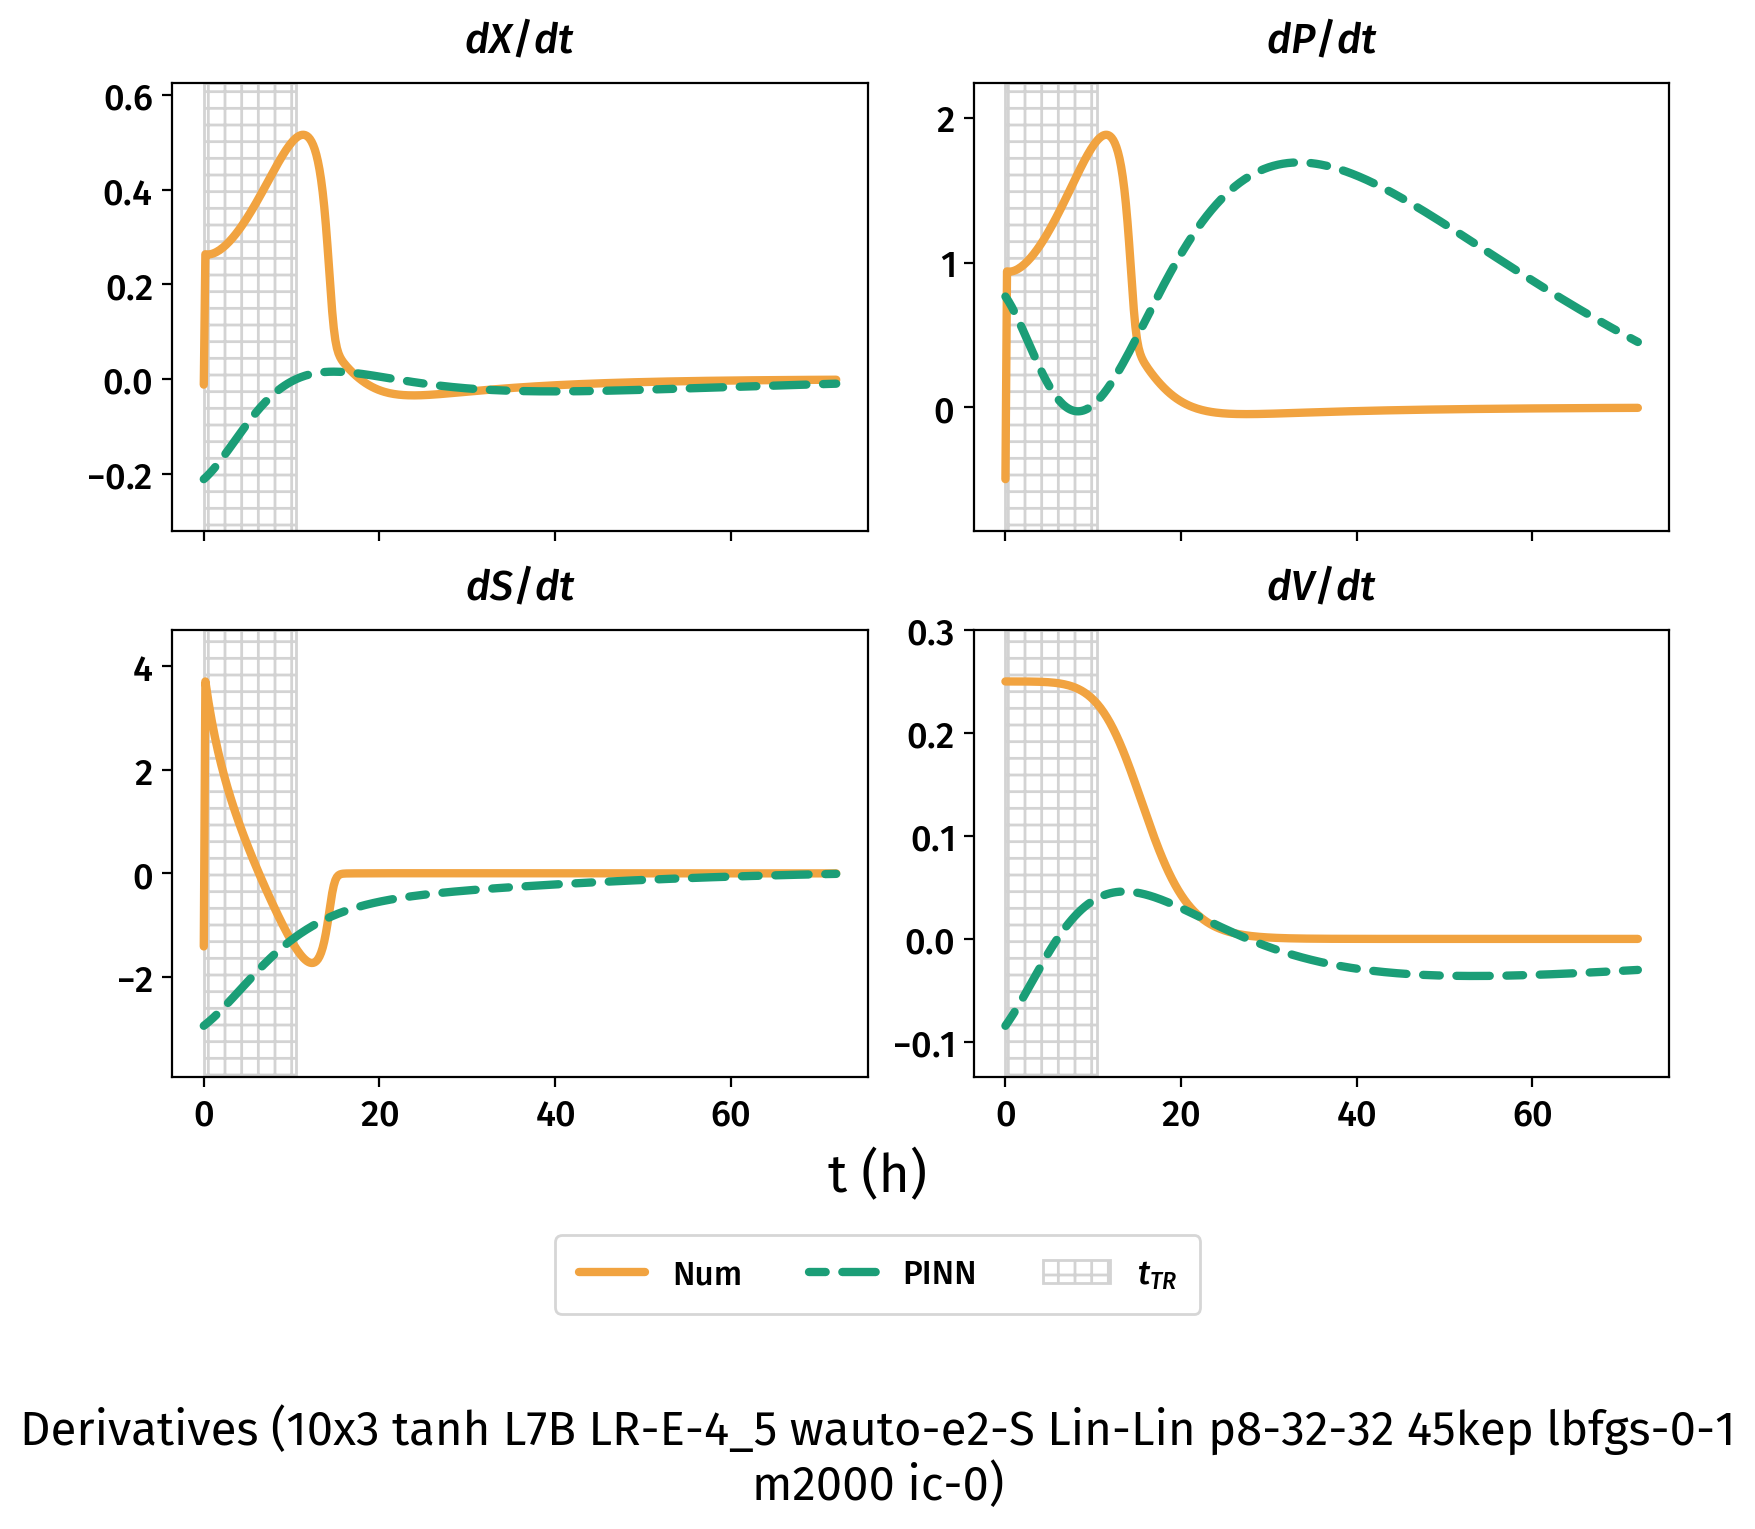 dX/dt
dP/dt
0.6
0.4
0.2
0.0
−0.2
2
1
0
dS/dt
dV/dt
4
2
0
−2
0.3
0.2
0.1
0.0
−0.1
0 20 40 60
0 20 40 60
t (h)
Num PINN t_TR
Derivatives (10x3 tanh L7B LR-E-4_5 wauto-e2-S Lin-Lin p8-32-32 45kep lbfgs-0-1
m2000 ic-0)